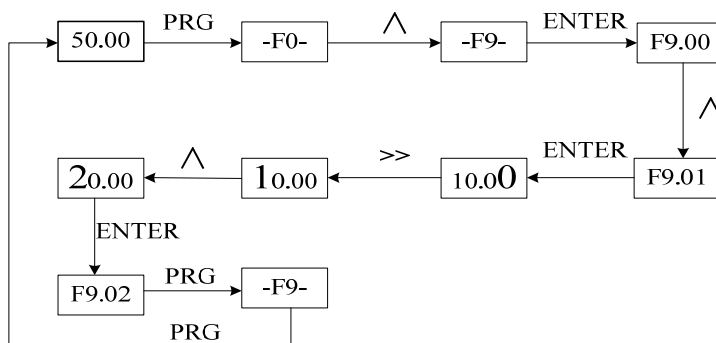 PRG ∧ ENTER
50.00 -F0- -F9- F9.00
∧
ENTER >> ∧
F9.01 10.00 10.00 20.00
ENTER
F9.02 PRG -F9-
PRG